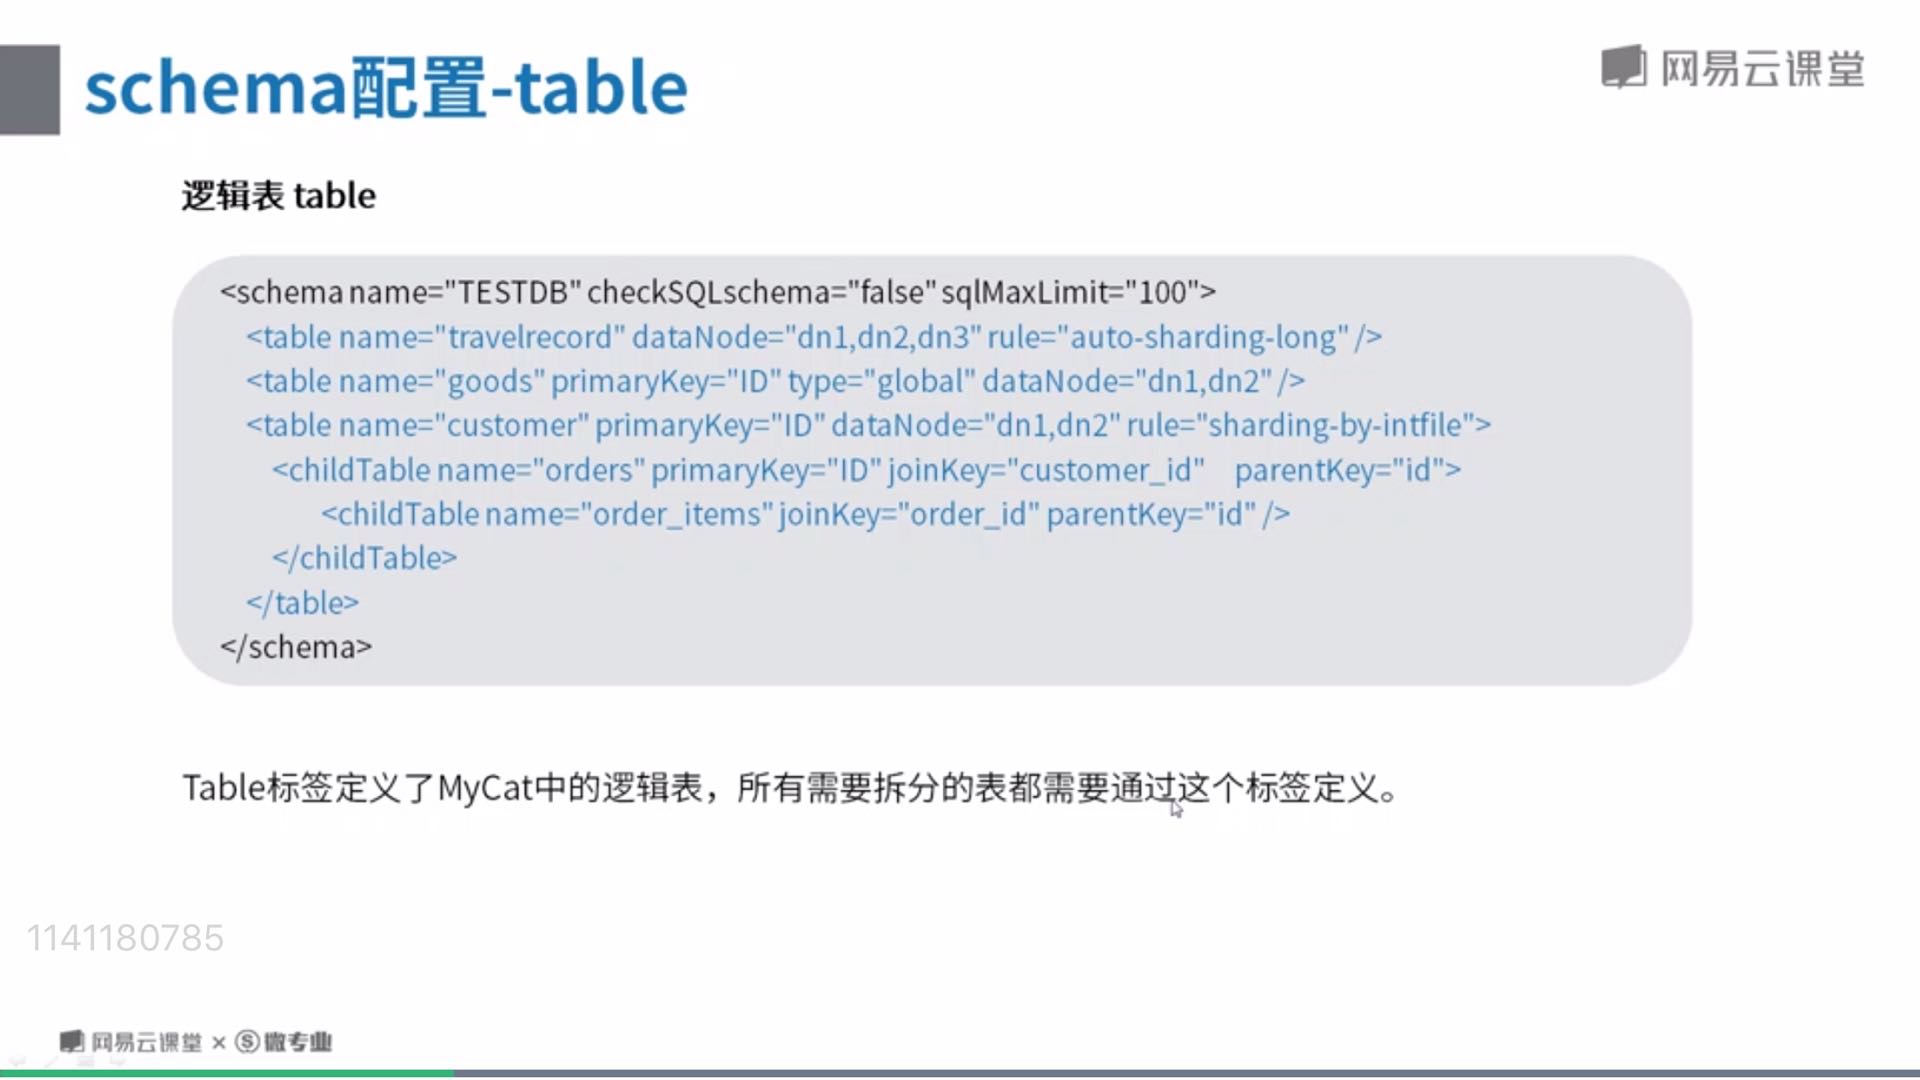 schema配置-table
网易云课堂
逻辑表 table
<schema name="TESTDB" checkSQLschema="false" sqlMaxLimit="100">
<table name="travelrecord" dataNode="dn1,dn2,dn3" rule="auto-sharding-long" />
<table name="goods" primaryKey="ID" type="global" dataNode="dn1,dn2" />
<table name="customer" primaryKey="ID" dataNode="dn1,dn2" rule="sharding-by-intfile">
<childTable name="orders" primaryKey="ID" joinKey="customer_id" parentKey="id">
<childTable name="order_items" joinKey="order_id" parentKey="id" />
</childTable>
</table>
</schema>
Table标签定义了MyCat中的逻辑表，所有需要拆分的表都需要通过这个标签定义。
1141180785
网易云课堂 × Ⓢ微专业